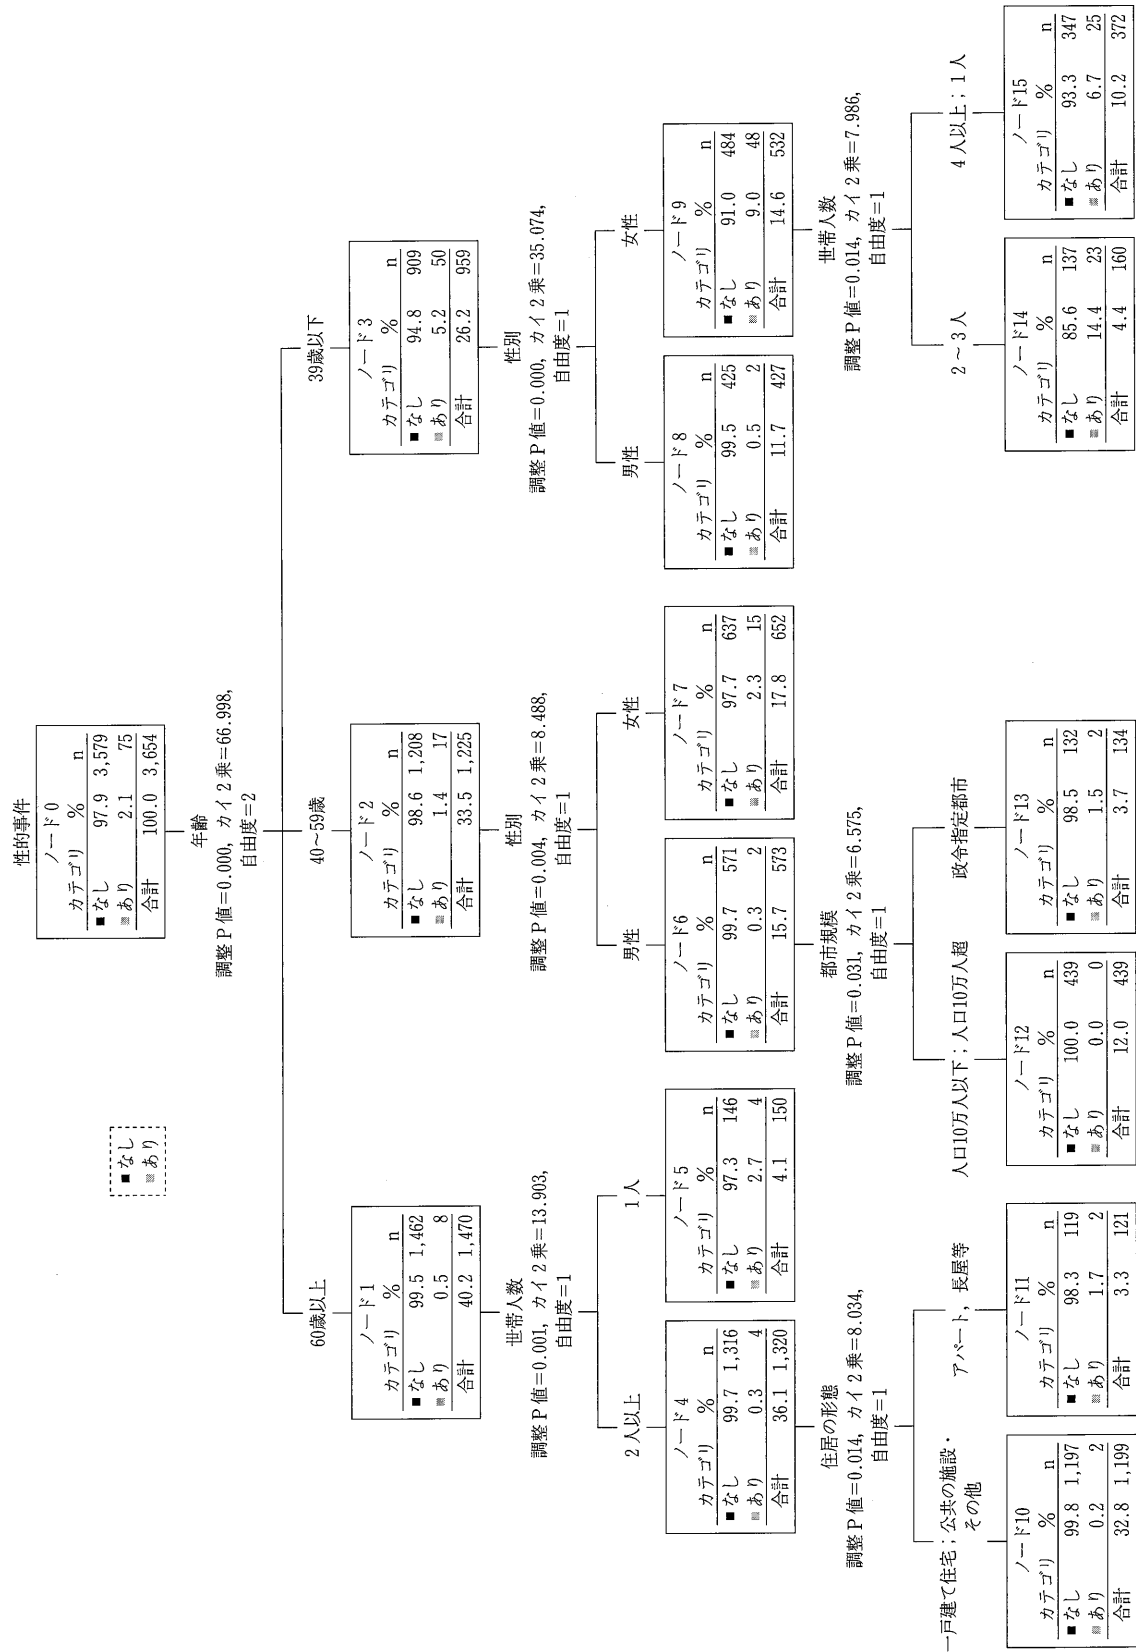 性的事件
ノード0
カテゴリ % n
■なし 97.9 3,579
▒あり 2.1 75
合計 100.0 3,654
■なし
▒あり
年齢
調整P値=0.000, カイ2乗=66.998,
自由度=2
60歳以上
40～59歳
39歳以下
ノード1
カテゴリ % n
■なし 99.5 1,462
▒あり 0.5 8
合計 40.2 1,470
ノード2
カテゴリ % n
■なし 98.6 1,208
▒あり 1.4 17
合計 33.5 1,225
ノード3
カテゴリ % n
■なし 94.8 909
▒あり 5.2 50
合計 26.2 959
世帯人数
調整P値=0.001, カイ2乗=13.903,
自由度=1
性別
調整P値=0.004, カイ2乗=8.488,
自由度=1
性別
調整P値=0.000, カイ2乗=35.074,
自由度=1
2人以上
1人
男性
女性
男性
女性
ノード4
カテゴリ % n
■なし 99.7 1,316
▒あり 0.3 4
合計 36.1 1,320
ノード5
カテゴリ % n
■なし 97.3 146
▒あり 2.7 4
合計 4.1 150
ノード6
カテゴリ % n
■なし 99.7 571
▒あり 0.3 2
合計 15.7 573
ノード7
カテゴリ % n
■なし 97.7 637
▒あり 2.3 15
合計 17.8 652
ノード8
カテゴリ % n
■なし 99.5 425
▒あり 0.5 2
合計 11.7 427
ノード9
カテゴリ % n
■なし 91.0 484
▒あり 9.0 48
合計 14.6 532
住居の形態
調整P値=0.014, カイ2乗=8.034,
自由度=1
都市規模
調整P値=0.031, カイ2乗=6.575,
自由度=1
世帯人数
調整P値=0.014, カイ2乗=7.986,
自由度=1
一戸建て住宅；公共の施設・
その他
アパート，長屋等
人口10万人以下；人口10万人超
政令指定都市
2～3人
4人以上；1人
ノード10
カテゴリ % n
■なし 99.8 1,197
▒あり 0.2 2
合計 32.8 1,199
ノード11
カテゴリ % n
■なし 98.3 119
▒あり 1.7 2
合計 3.3 121
ノード12
カテゴリ % n
■なし 100.0 439
▒あり 0.0 0
合計 12.0 439
ノード13
カテゴリ % n
■なし 98.5 132
▒あり 1.5 2
合計 3.7 134
ノード14
カテゴリ % n
■なし 85.6 137
▒あり 14.4 23
合計 4.4 160
ノード15
カテゴリ % n
■なし 93.3 347
▒あり 6.7 25
合計 10.2 372